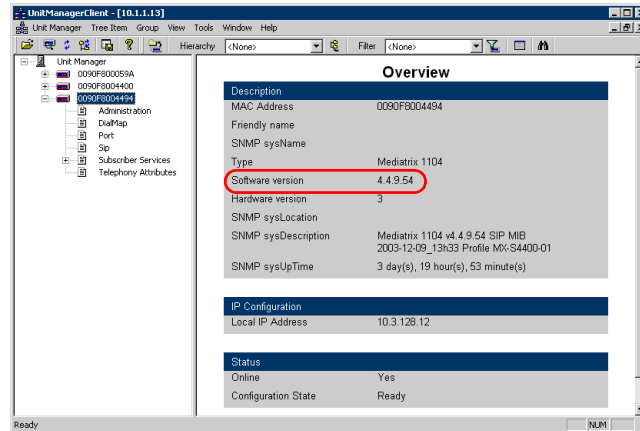 UnitManagerClient - [10.1.1.13]
Unit Manager Tree Item Group View Tools Window Help
Hierarchy <None> Filter <None>
Unit Manager
0090F800059A
0090F8004400
0090F8004494
Administration
DialMap
Port
Sip
Subscriber Services
Telephony Attributes
Overview
Description
MAC Address 0090F8004494
Friendly name
SNMP sysName
Type Mediatrix 1104
Software version 4.4.9.54
Hardware version 3
SNMP sysLocation
SNMP sysDescription Mediatrix 1104 v4.4.9.54 SIP MIB
2003-12-09_13h33 Profile MX-S4400-01
SNMP sysUpTime 3 day(s), 19 hour(s), 53 minute(s)
IP Configuration
Local IP Address 10.3.128.12
Status
Online Yes
Configuration State Ready
Ready NUM